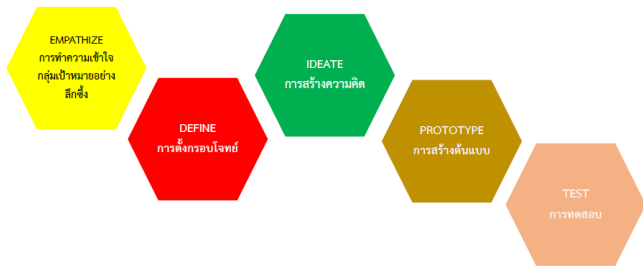 EMPATHIZE
การทำความเข้าใจ
กลุ่มเป้าหมายอย่าง
ลึกซึ้ง
DEFINE
การตั้งกรอบโจทย์
IDEATE
การสร้างความคิด
PROTOTYPE
การสร้างต้นแบบ
TEST
การทดสอบ